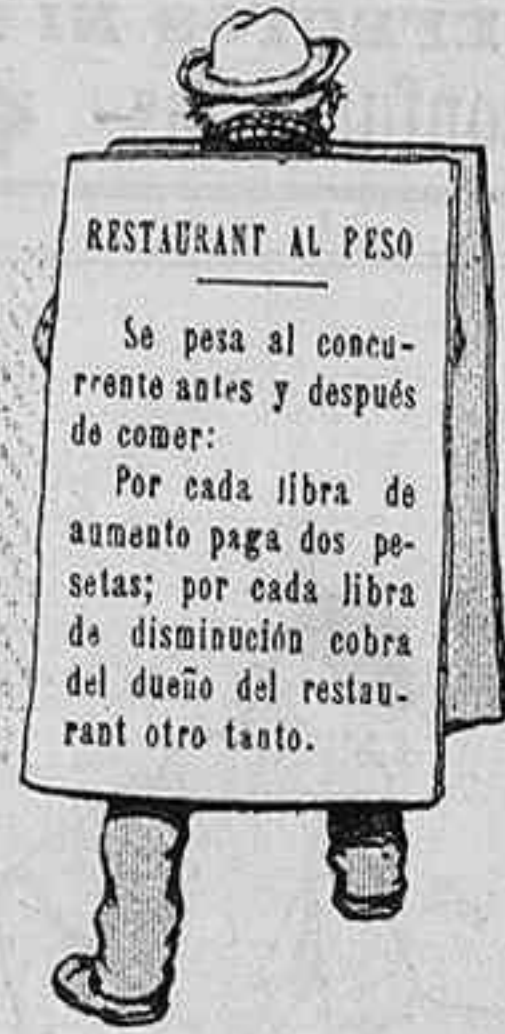 RESTAURANT AL PESO
Se pesa al concu-
rrente antes y después
de comer:
Por cada libra de
aumento paga dos pe-
setas; por cada libra
de disminución cobra
del dueño del restau-
rant otro tanto.